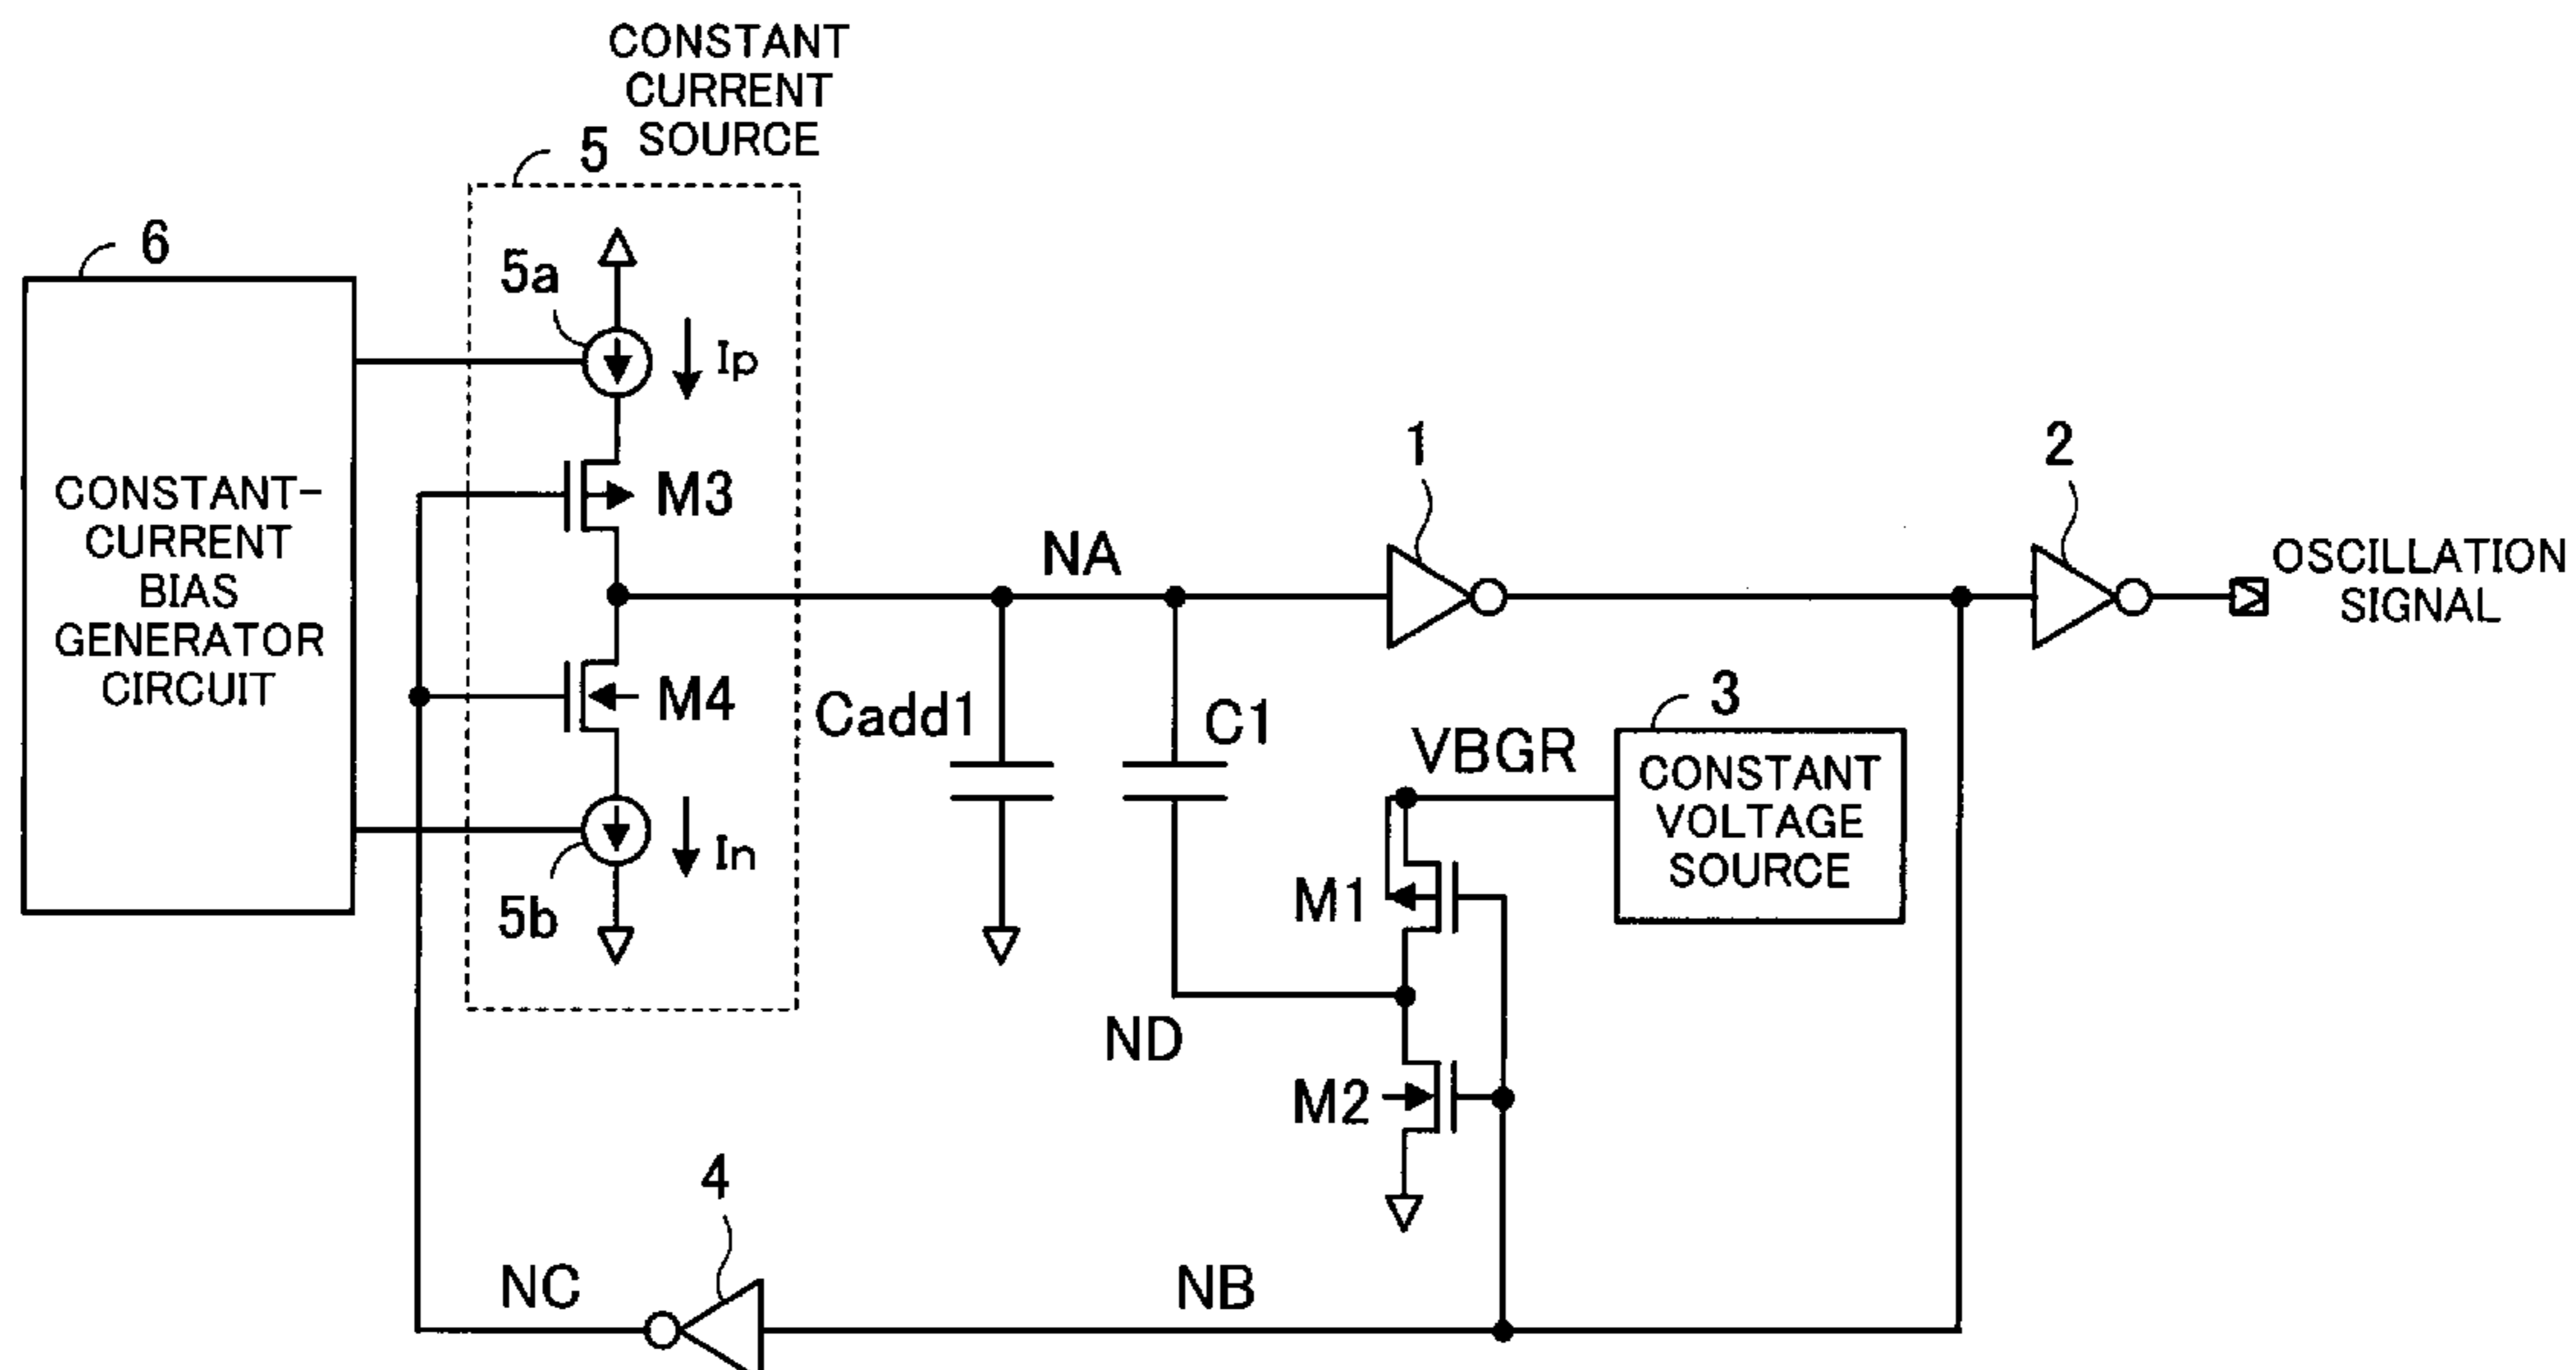 CONSTANT
CURRENT
SOURCE
5
6
5a
Ip
CONSTANT-
CURRENT
BIAS
GENERATOR
CIRCUIT
M3
M4
5b
In
NA
1
2
OSCILLATION
SIGNAL
Cadd1
C1
VBGR
3
CONSTANT
VOLTAGE
SOURCE
M1
ND
M2
4
NC
NB